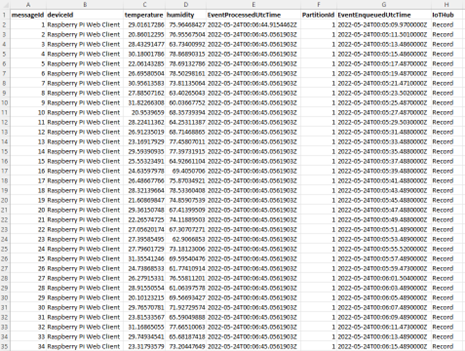 A B C D E F G H
1 messageId deviceId temperature humidity EventProcessedUtcTime PartitionId EventEnqueuedUtcTime IoTHub
2 1 Raspberry Pi Web Client 29.01617286 75.96468427 2022-05-24T00:06:44.9154462Z 1 2022-05-24T00:05:09.9700000Z Record
3 2 Raspberry Pi Web Client 20.86012295 76.95567504 2022-05-24T00:06:45.0561903Z 1 2022-05-24T00:05:11.5010000Z Record
4 3 Raspberry Pi Web Client 28.43291477 63.73400992 2022-05-24T00:06:45.0561903Z 1 2022-05-24T00:05:13.4860000Z Record
5 4 Raspberry Pi Web Client 30.18001786 78.86890315 2022-05-24T00:06:45.0561903Z 1 2022-05-24T00:05:15.4870000Z Record
6 5 Raspberry Pi Web Client 22.06143285 78.69132786 2022-05-24T00:06:45.0561903Z 1 2022-05-24T00:05:17.4870000Z Record
7 6 Raspberry Pi Web Client 26.69580504 78.50298161 2022-05-24T00:06:45.0561903Z 1 2022-05-24T00:05:19.4870000Z Record
8 7 Raspberry Pi Web Client 30.95613583 73.81135064 2022-05-24T00:06:45.0561903Z 1 2022-05-24T00:05:21.4710000Z Record
9 8 Raspberry Pi Web Client 27.88507162 63.40265043 2022-05-24T00:06:45.0561903Z 1 2022-05-24T00:05:23.5020000Z Record
10 9 Raspberry Pi Web Client 31.82266308 60.03667752 2022-05-24T00:06:45.0561903Z 1 2022-05-24T00:05:25.4870000Z Record
11 10 Raspberry Pi Web Client 20.9539659 68.35739394 2022-05-24T00:06:45.0561903Z 1 2022-05-24T00:05:27.4870000Z Record
12 11 Raspberry Pi Web Client 28.22411362 64.25311387 2022-05-24T00:06:45.0561903Z 1 2022-05-24T00:05:29.4880000Z Record
13 12 Raspberry Pi Web Client 26.91235019 68.71468865 2022-05-24T00:06:45.0561903Z 1 2022-05-24T00:05:31.4880000Z Record
14 13 Raspberry Pi Web Client 23.16917929 77.45807011 2022-05-24T00:06:45.0561903Z 1 2022-05-24T00:05:33.4880000Z Record
15 14 Raspberry Pi Web Client 29.59390935 77.39731915 2022-05-24T00:06:45.0561903Z 1 2022-05-24T00:05:35.4880000Z Record
16 15 Raspberry Pi Web Client 25.55323491 64.92661104 2022-05-24T00:06:45.0561903Z 1 2022-05-24T00:05:37.4880000Z Record
17 16 Raspberry Pi Web Client 24.63597978 69.4050706 2022-05-24T00:06:45.0561903Z 1 2022-05-24T00:05:39.4880000Z Record
18 17 Raspberry Pi Web Client 26.48667766 75.87034921 2022-05-24T00:06:45.0561903Z 1 2022-05-24T00:05:41.4880000Z Record
19 18 Raspberry Pi Web Client 28.32139664 78.53360408 2022-05-24T00:06:45.0561903Z 1 2022-05-24T00:05:43.4890000Z Record
20 19 Raspberry Pi Web Client 21.60869847 74.85907539 2022-05-24T00:06:45.0561903Z 1 2022-05-24T00:05:45.4890000Z Record
21 20 Raspberry Pi Web Client 29.36150748 67.41399509 2022-05-24T00:06:45.0561903Z 1 2022-05-24T00:05:47.4880000Z Record
22 21 Raspberry Pi Web Client 22.26574725 74.11889503 2022-05-24T00:06:45.0561903Z 1 2022-05-24T00:05:49.4880000Z Record
23 22 Raspberry Pi Web Client 27.05620174 67.30707271 2022-05-24T00:06:45.0561903Z 1 2022-05-24T00:05:51.4890000Z Record
24 23 Raspberry Pi Web Client 27.39585495 62.9066853 2022-05-24T00:06:45.0561903Z 1 2022-05-24T00:05:53.4890000Z Record
25 24 Raspberry Pi Web Client 27.79601729 73.18123006 2022-05-24T00:06:45.0561903Z 1 2022-05-24T00:05:55.5200000Z Record
26 25 Raspberry Pi Web Client 31.35541246 69.59540476 2022-05-24T00:06:45.0561903Z 1 2022-05-24T00:05:57.4890000Z Record
27 26 Raspberry Pi Web Client 24.73868533 61.77410914 2022-05-24T00:06:45.0561903Z 1 2022-05-24T00:05:59.4730000Z Record
28 27 Raspberry Pi Web Client 26.27915331 76.55811201 2022-05-24T00:06:45.0561903Z 1 2022-05-24T00:06:01.5040000Z Record
29 28 Raspberry Pi Web Client 28.91550554 61.06397578 2022-05-24T00:06:45.0561903Z 1 2022-05-24T00:06:03.4890000Z Record
30 29 Raspberry Pi Web Client 20.10123215 69.56693427 2022-05-24T00:06:45.0561903Z 1 2022-05-24T00:06:05.4890000Z Record
31 30 Raspberry Pi Web Client 29.76570781 71.92729574 2022-05-24T00:06:45.0561903Z 1 2022-05-24T00:06:07.4890000Z Record
32 31 Raspberry Pi Web Client 23.81533567 65.59049888 2022-05-24T00:06:45.0561903Z 1 2022-05-24T00:06:09.4890000Z Record
33 32 Raspberry Pi Web Client 31.16865055 77.66510063 2022-05-24T00:06:45.0561903Z 1 2022-05-24T00:06:11.4730000Z Record
34 33 Raspberry Pi Web Client 29.74934541 63.68187418 2022-05-24T00:06:45.0561903Z 1 2022-05-24T00:06:13.4890000Z Record
35 34 Raspberry Pi Web Client 23.31793579 73.20447649 2022-05-24T00:06:45.0561903Z 1 2022-05-24T00:06:15.4890000Z Record